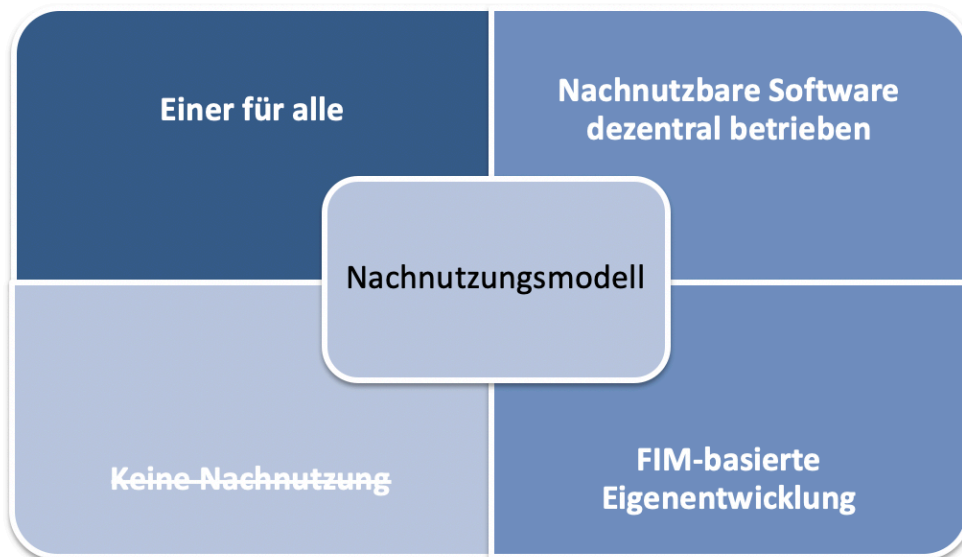 Einer für alle
Nachnutzbare Software
dezentral betrieben
Nachnutzungsmodell
Keine Nachnutzung
FIM-basierte
Eigenentwicklung